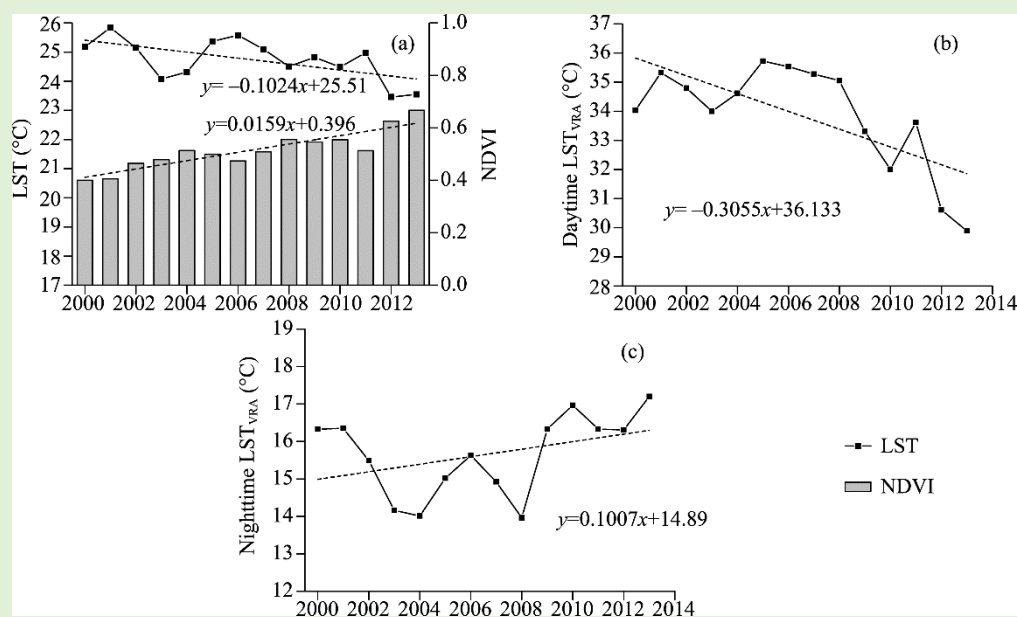 (a)
LST (°C)
26
25
24
23
22
21
20
19
18
17
y= −0.1024x+25.51
y=0.0159x+0.396
1.0
0.8
0.6
0.4
0.2
0.0
NDVI
2000 2002 2004 2006 2008 2010 2012
(b)
Daytime LSTVRA (°C)
37
36
35
34
33
32
31
30
29
28
y= −0.3055x+36.133
2000 2002 2004 2006 2008 2010 2012 2014
(c)
Nighttime LSTVRA (°C)
19
18
17
16
15
14
13
12
y=0.1007x+14.89
2000 2002 2004 2006 2008 2010 2012 2014
LST
NDVI